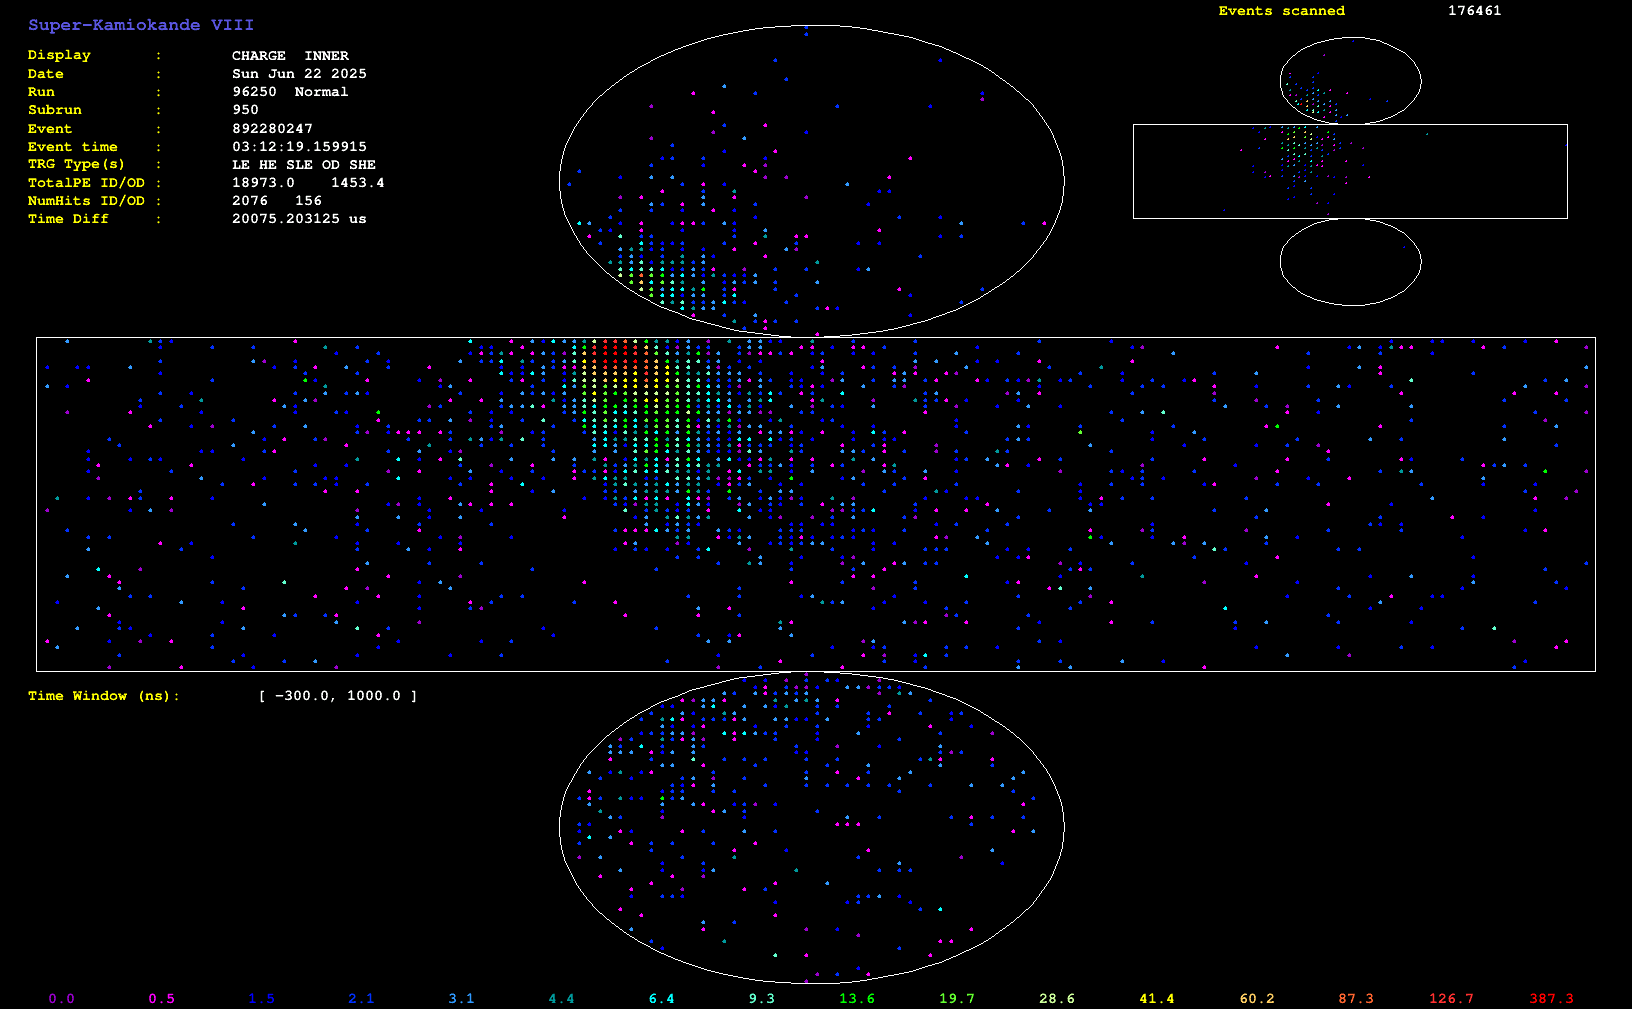 Super-Kamiokande VIII
Events scanned 176461
Display : CHARGE INNER
Date : Sun Jun 22 2025
Run : 96250 Normal
Subrun : 950
Event : 892280247
Event time : 03:12:19.159915
TRG Type(s) : LE HE SLE OD SHE
TotalPE ID/OD : 18973.0 1453.4
NumHits ID/OD : 2076 156
Time Diff : 20075.203125 us
Time Window (ns): [ -300.0, 1000.0 ]
0.0 0.5 1.5 2.1 3.1 4.4 6.4 9.3 13.6 19.7 28.6 41.4 60.2 87.3 126.7 387.3